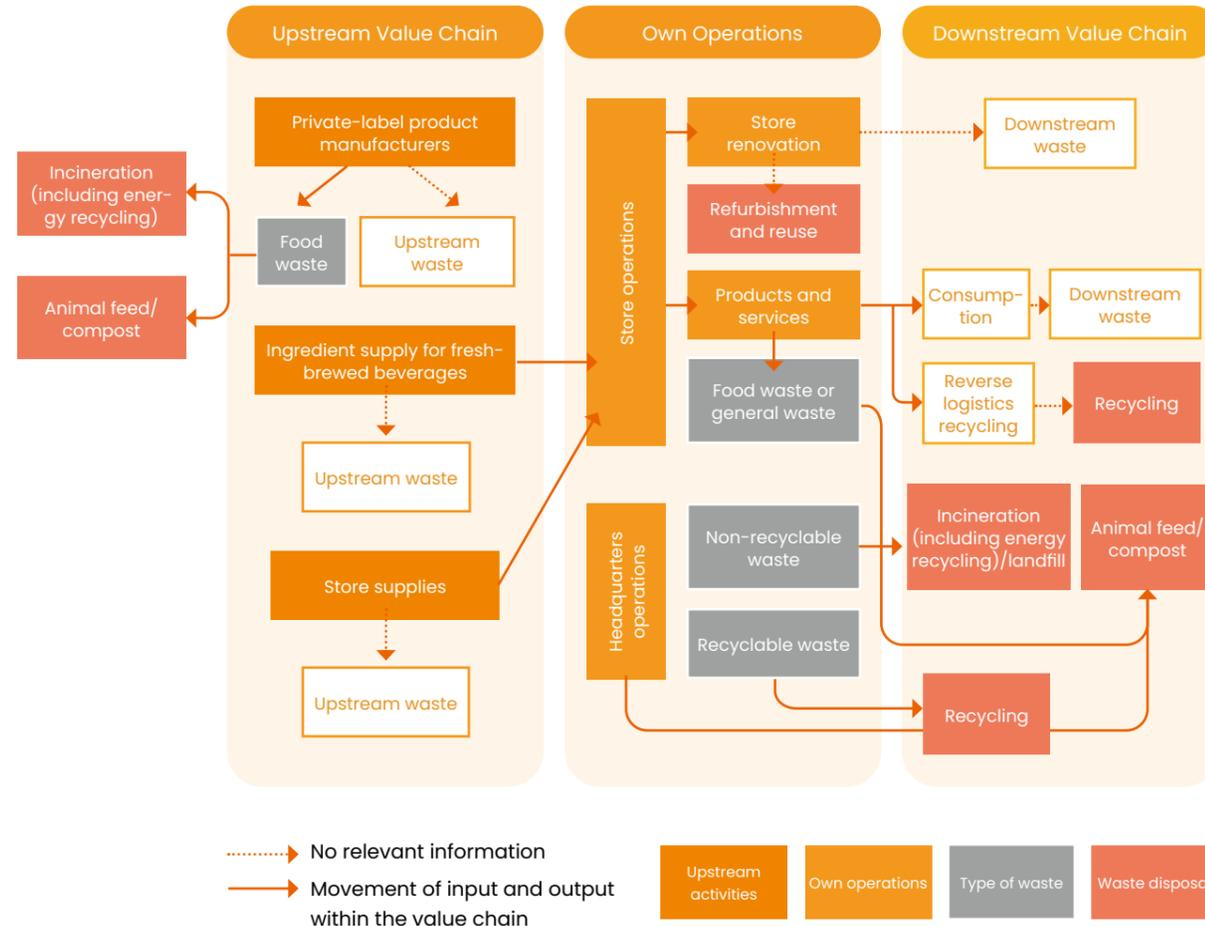 Upstream Value Chain
Own Operations
Downstream Value Chain
Incineration
(including ener-
gy recycling)
Animal feed/
compost
Private-label product
manufacturers
Food
waste
Upstream
waste
Ingredient supply for fresh-
brewed beverages
Upstream waste
Store supplies
Upstream waste
Store operations
Store
renovation
Refurbishment
and reuse
Products and
services
Food waste or
general waste
Headquarters
operations
Non-recyclable
waste
Recyclable waste
Downstream
waste
Consump-
tion
Downstream
waste
Reverse
logistics
recycling
Recycling
Incineration
(including energy
recycling)/landfill
Animal feed/
compost
Recycling
No relevant information
Movement of input and output
within the value chain
Upstream
activities
Own operations
Type of waste
Waste